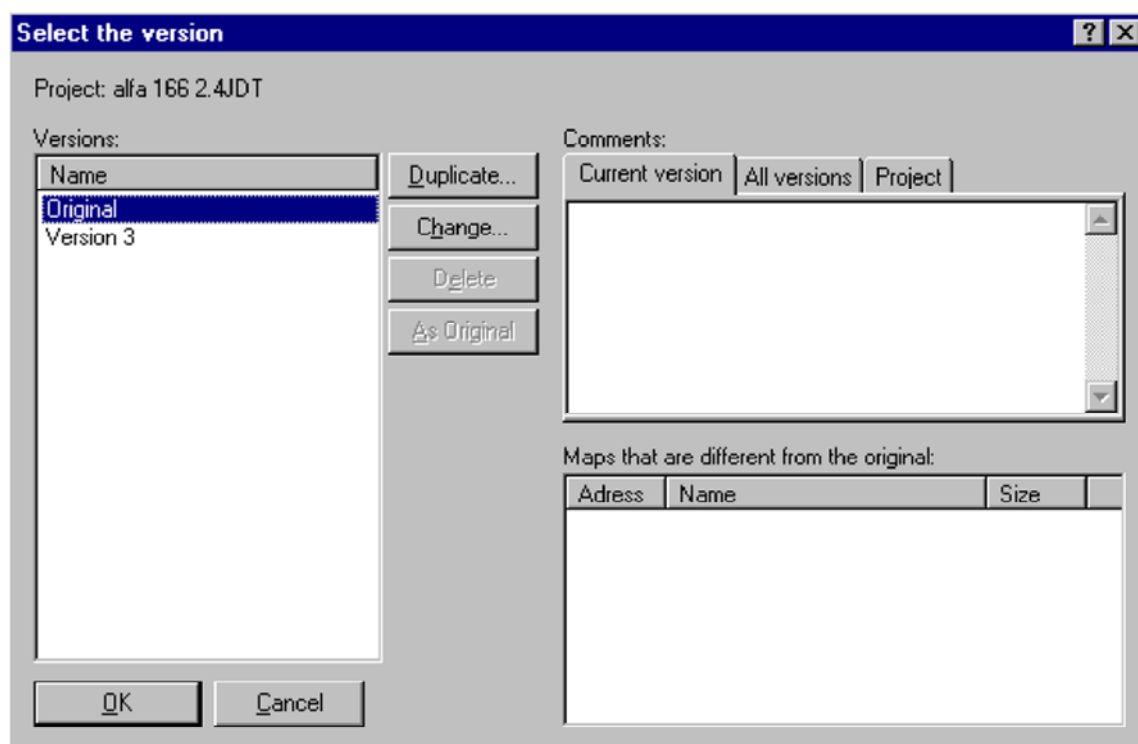 Select the version
Project: alfa 166 2.4JDT
Versions:
Name
Original
Version 3
Duplicate...
Change...
Delete
As Original
OK
Cancel
Comments:
Current version
All versions
Project
Maps that are different from the original:
Adress
Name
Size